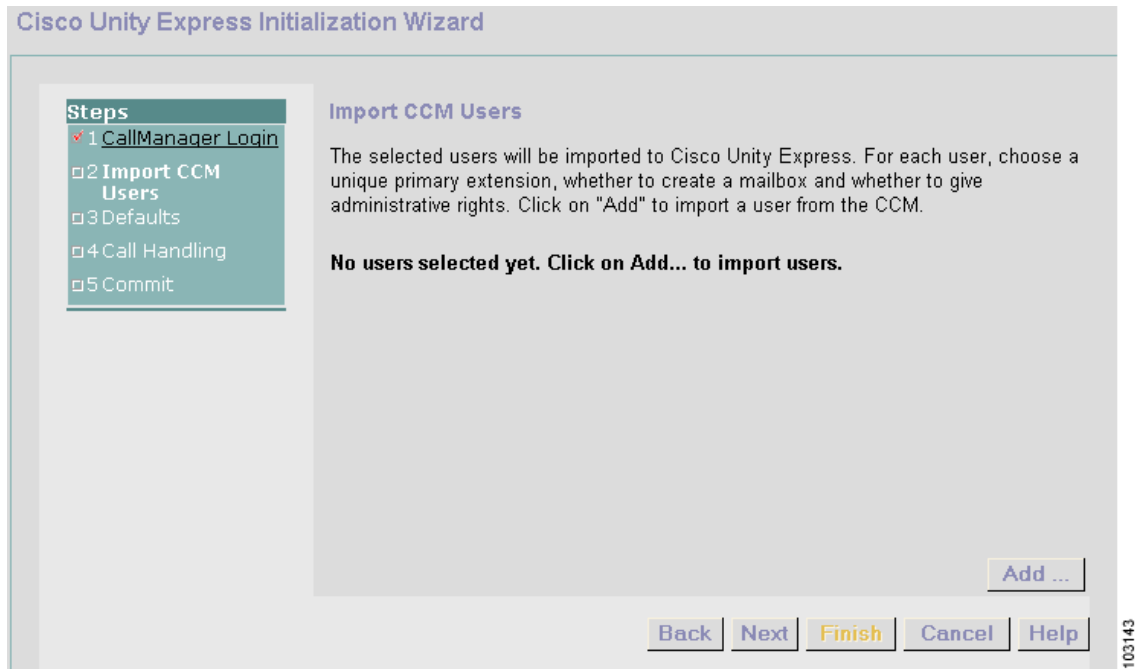 Cisco Unity Express Initialization Wizard
Steps
1 CallManager Login
2 Import CCM
Users
3 Defaults
4 Call Handling
5 Commit
Import CCM Users
The selected users will be imported to Cisco Unity Express. For each user, choose a
unique primary extension, whether to create a mailbox and whether to give
administrative rights. Click on "Add" to import a user from the CCM.
No users selected yet. Click on Add... to import users.
Add ...
Back Next Finish Cancel Help
103143